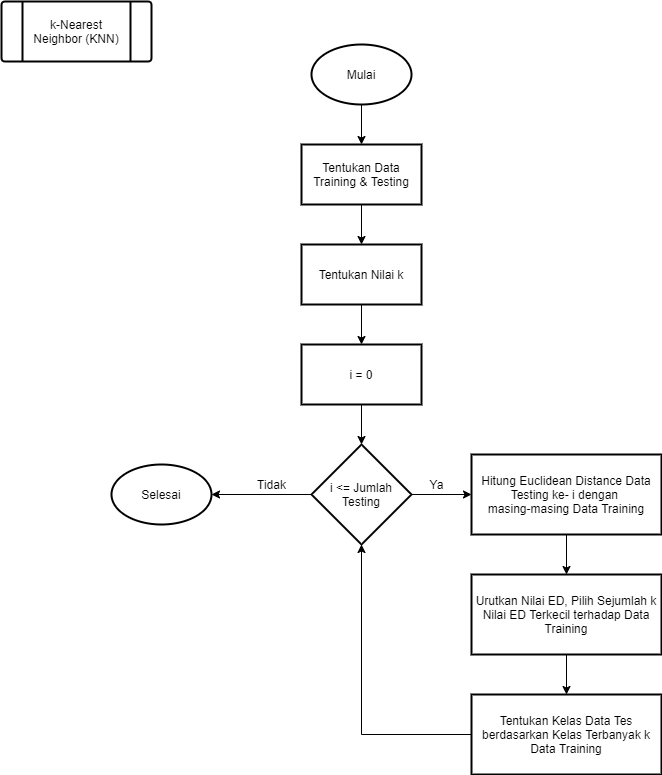 k-Nearest
Neighbor (KNN)
Mulai
Tentukan Data
Training & Testing
Tentukan Nilai k
i = 0
i <= Jumlah
Testing
Tidak
Selesai
Ya
Hitung Euclidean Distance Data
Testing ke- i dengan
masing-masing Data Training
Urutkan Nilai ED, Pilih Sejumlah k
Nilai ED Terkecil terhadap Data
Training
Tentukan Kelas Data Tes
berdasarkan Kelas Terbanyak k
Data Training